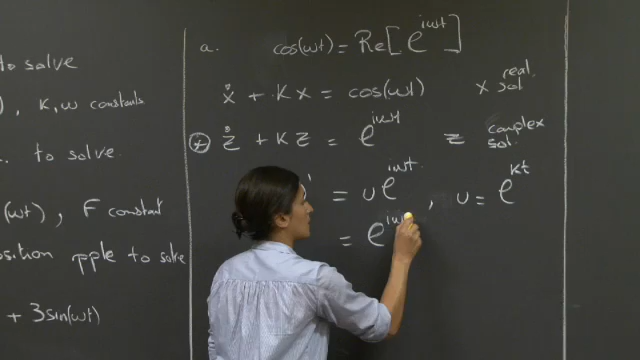 to solve
), K, ω constants
. to solve
(ωt), F constant
osition pple to solve
+ 3sin(ωt)
a. cos(ωt) = Re[e^{iωt}]
ẋ + Kx = cos(ωt) x real sol
⊛ ż + Kz = e^{iωt} z complex sol.
' = υe^{iωt}, υ = e^{Kt}
= e^{iω